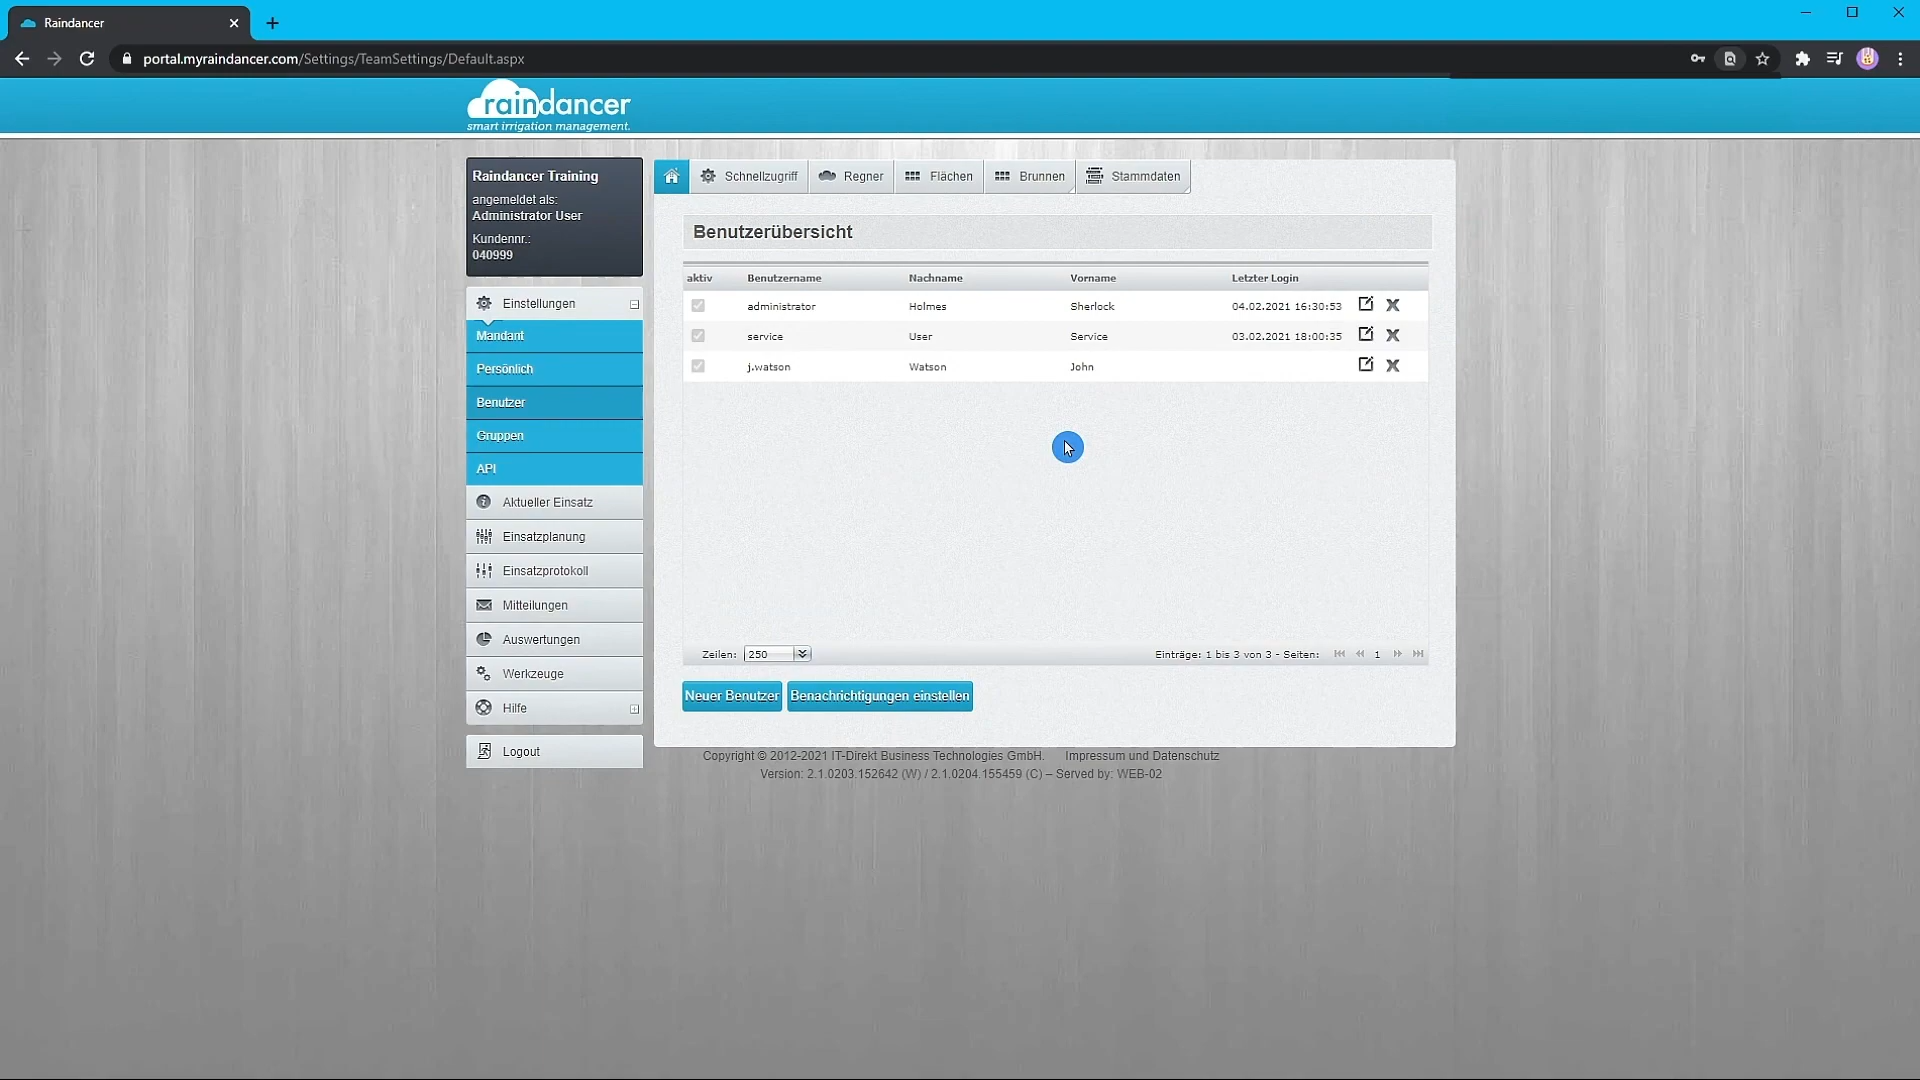 Raindancer
portal.myraindancer.com/Settings/TeamSettings/Default.aspx
raindancer
smart irrigation management.
Raindancer Training
angemeldet als:
Administrator User
Kundennr.:
040999
Einstellungen
Mandant
Persönlich
Benutzer
Gruppen
API
Aktueller Einsatz
Einsatzplanung
Einsatzprotokoll
Mitteilungen
Auswertungen
Werkzeuge
Hilfe
Logout
Schnellzugriff Regner Flächen Brunnen Stammdaten
Benutzerübersicht
aktiv Benutzername Nachname Vorname Letzter Login
administrator Holmes Sherlock 04.02.2021 16:30:53
service User Service 03.02.2021 18:00:35
j.watson Watson John
Zeilen: 250 Einträge: 1 bis 3 von 3 - Seiten: 1
Neuer Benutzer Benachrichtigungen einstellen
Copyright © 2012-2021 IT-Direkt Business Technologies GmbH. Impressum und Datenschutz
Version: 2.1.0203.152642 (W) / 2.1.0204.155459 (C) – Served by: WEB-02